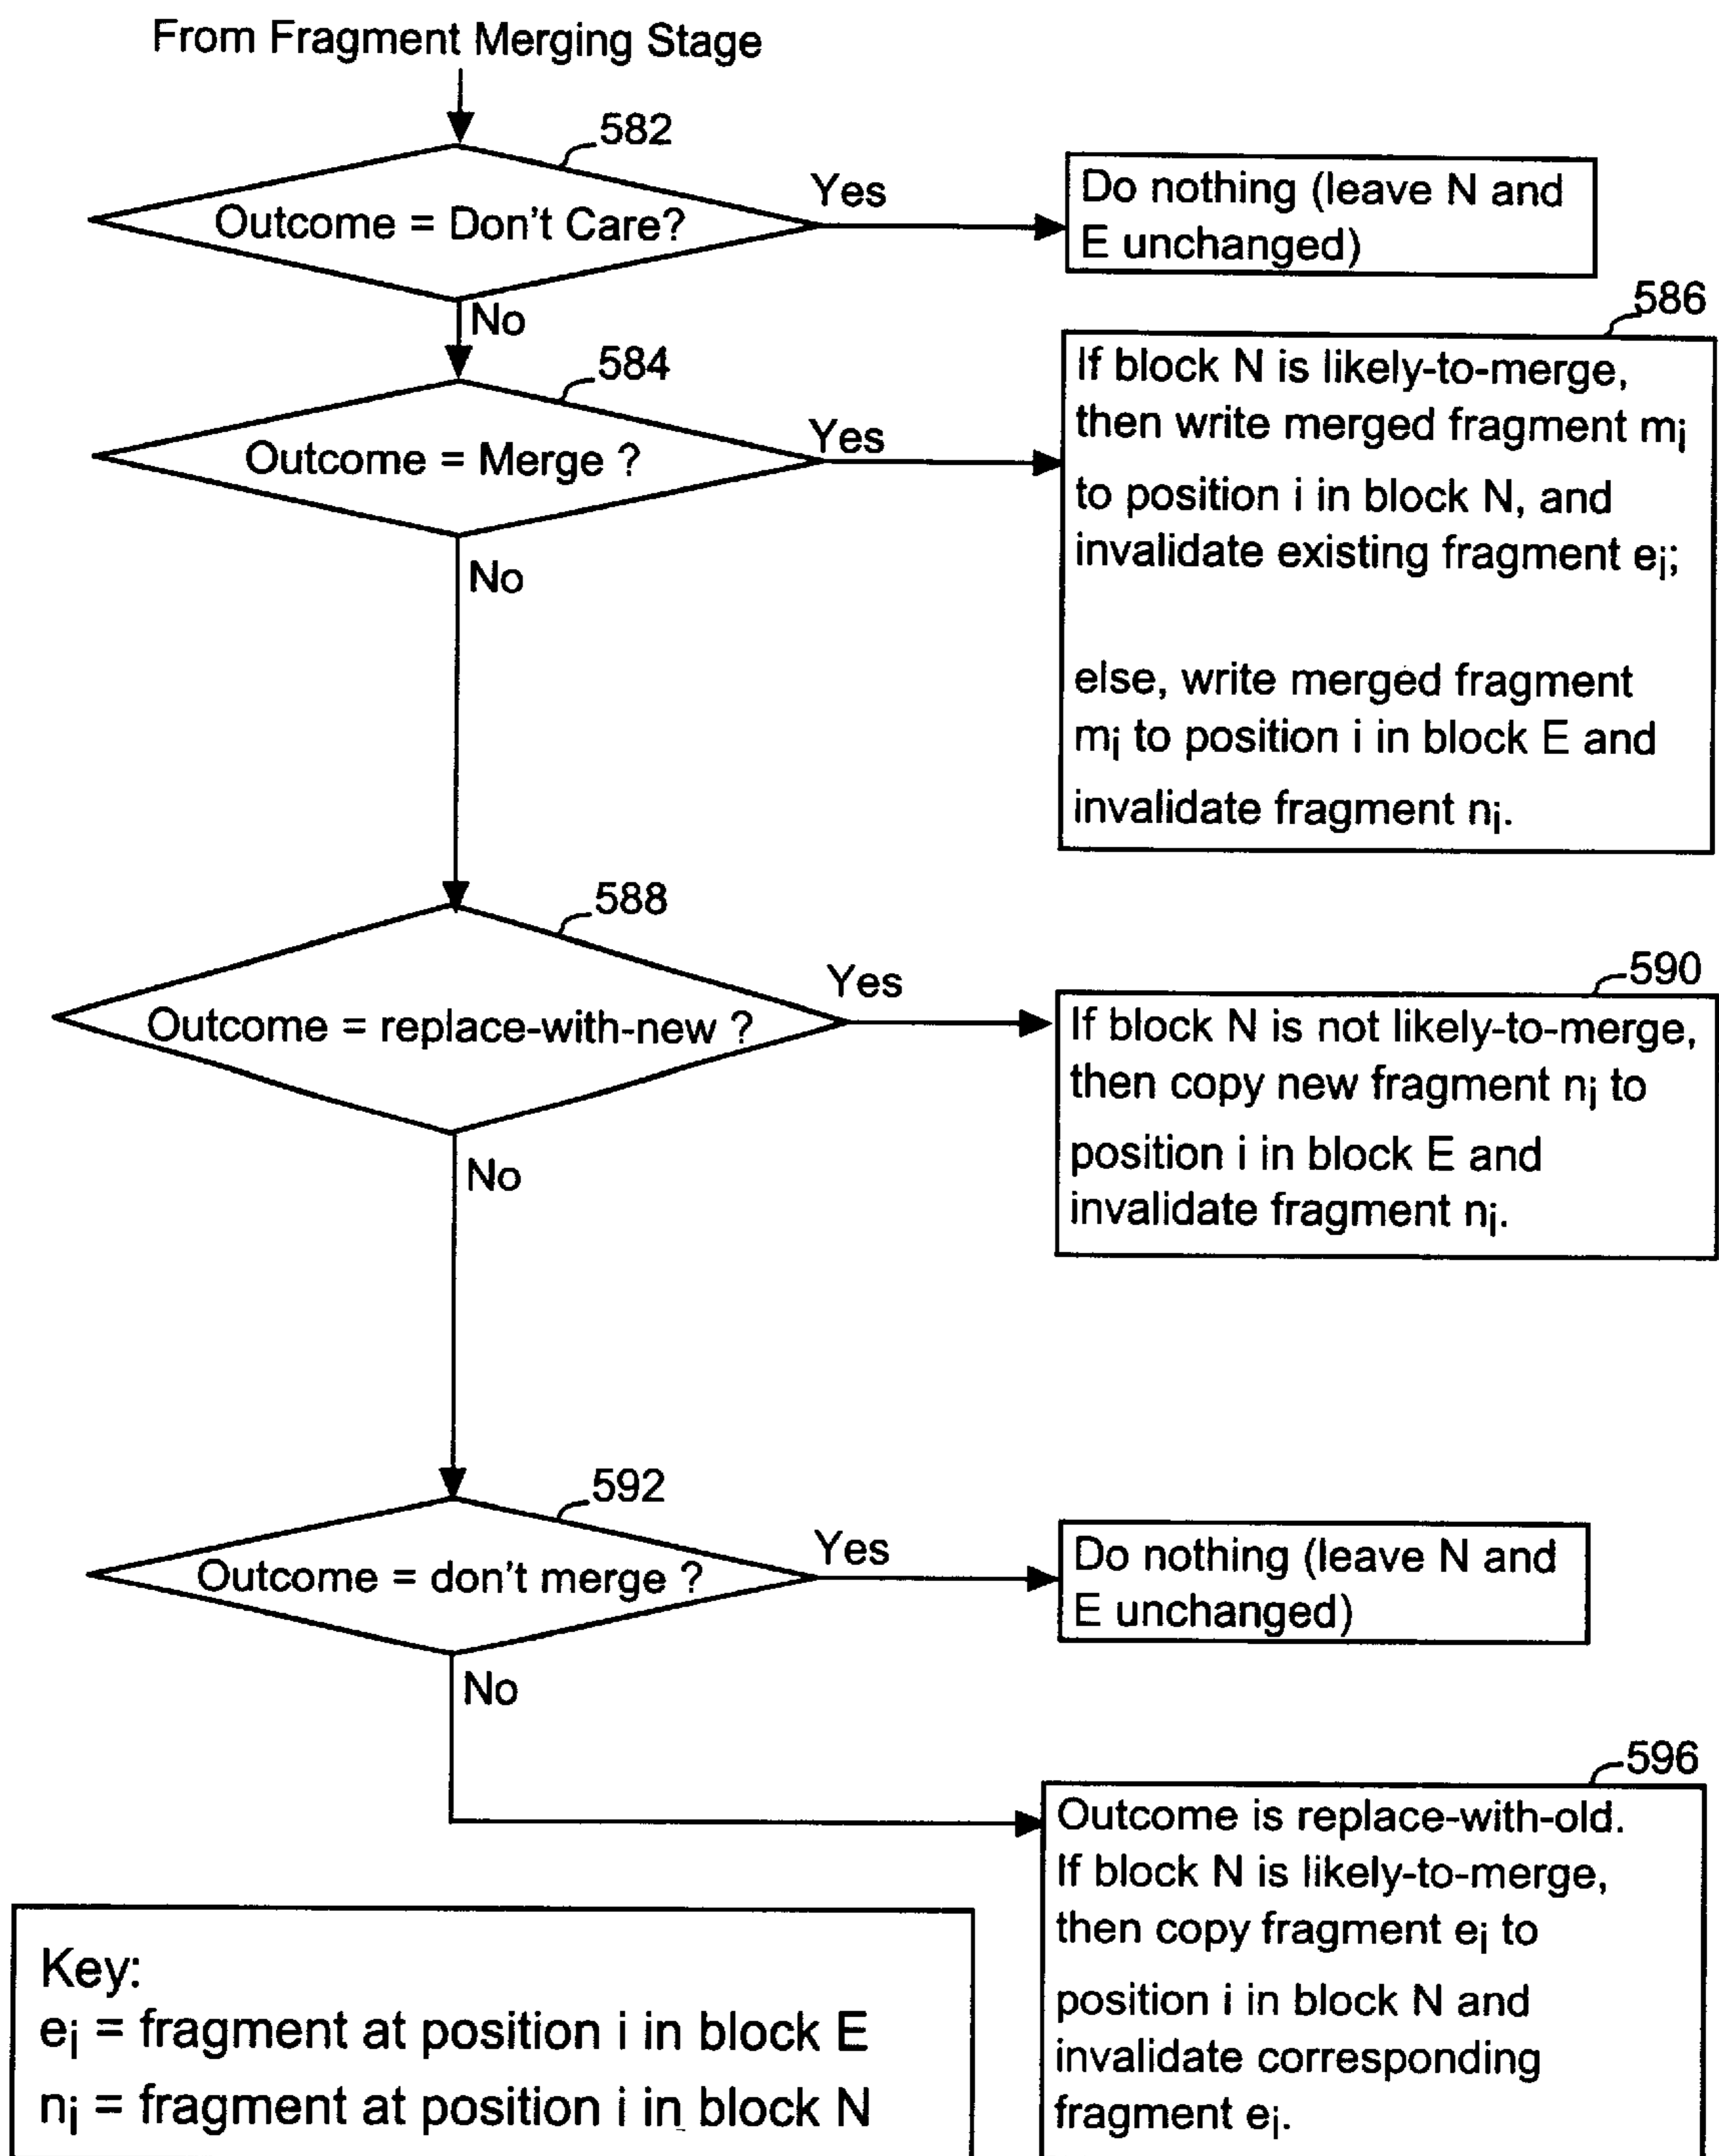 From Fragment Merging Stage
582
Outcome = Don't Care?
Yes
Do nothing (leave N and
E unchanged)
No
584
Outcome = Merge ?
Yes
586
If block N is likely-to-merge,
then write merged fragment mi
to position i in block N, and
invalidate existing fragment ei;
else, write merged fragment
mi to position i in block E and
invalidate fragment ni.
No
588
Outcome = replace-with-new ?
Yes
590
If block N is not likely-to-merge,
then copy new fragment ni to
position i in block E and
invalidate fragment ni.
No
592
Outcome = don't merge ?
Yes
Do nothing (leave N and
E unchanged)
No
596
Outcome is replace-with-old.
If block N is likely-to-merge,
then copy fragment ei to
position i in block N and
invalidate corresponding
fragment ei.
Key:
ei = fragment at position i in block E
ni = fragment at position i in block N